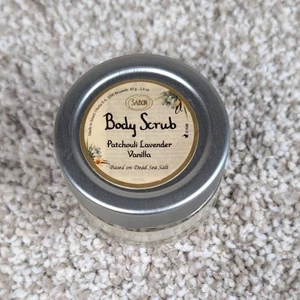 SABON
Body Scrub
Patchouli Lavender
Vanilla
Based on Dead Sea Salt